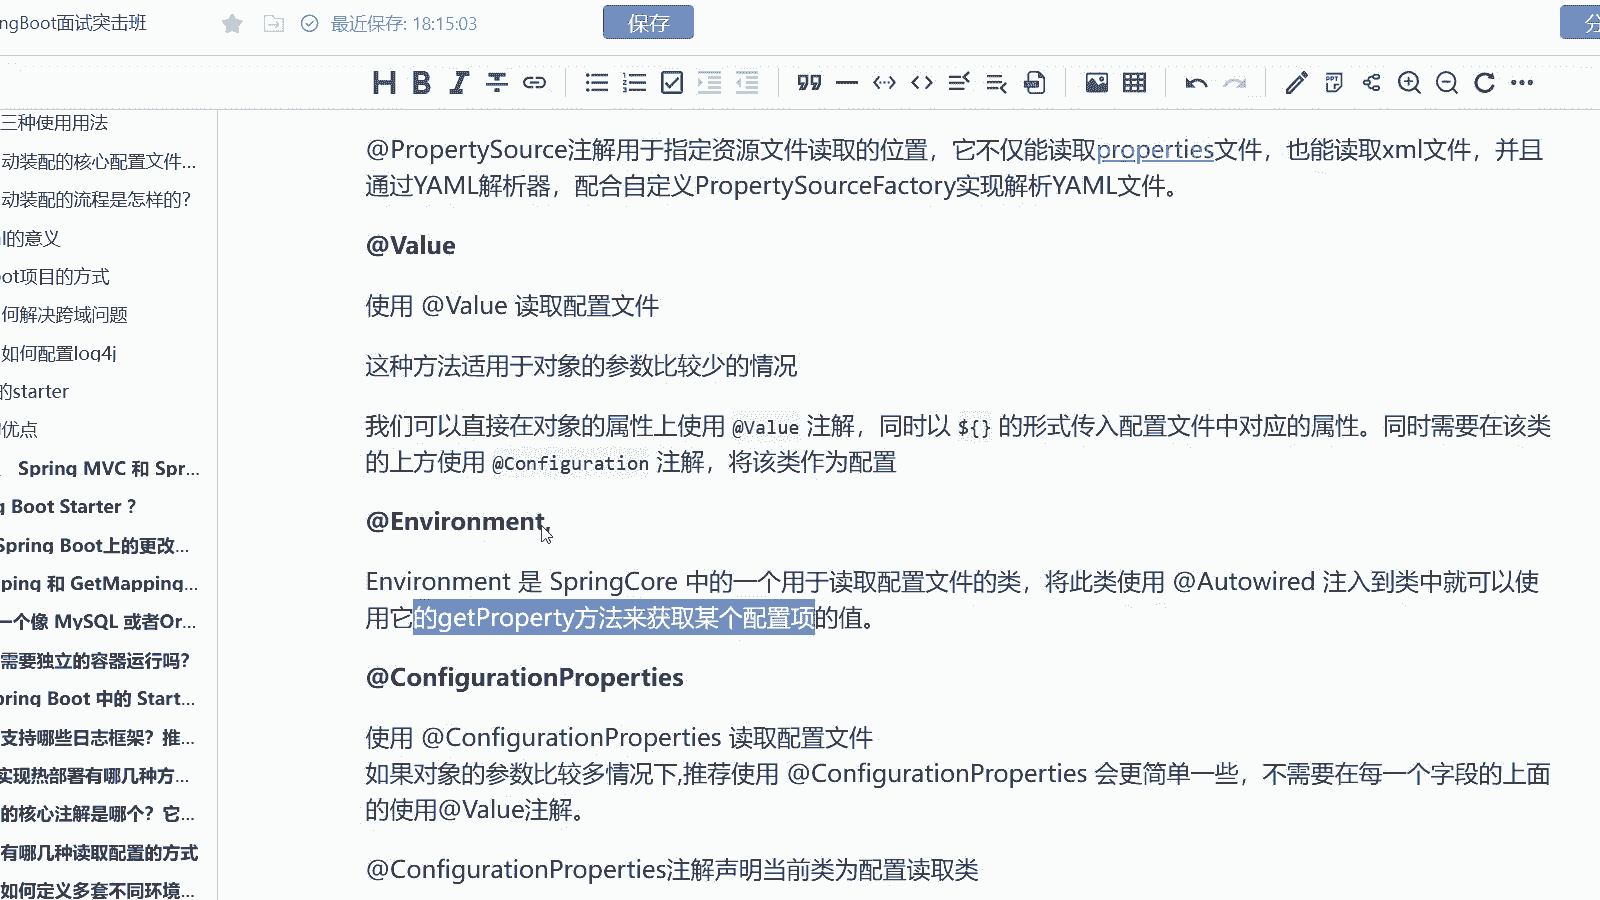 ngBoot面试突击班
最近保存: 18:15:03
保存
分
三种使用用法
动装配的核心配置文件...
动装配的流程是怎样的?
的意义
ot项目的方式
何解决跨域问题
如何配置log4j
的starter
优点
Spring MVC 和 Spr...
g Boot Starter ?
Spring Boot上的更改...
ping 和 GetMapping...
一个像 MySQL 或者Or...
需要独立的容器运行吗?
pring Boot 中的 Start...
支持哪些日志框架？推...
实现热部署有哪几种方...
的核心注解是哪个？它...
有哪几种读取配置的方式
如何定义多套不同环境...
@PropertySource注解用于指定资源文件读取的位置，它不仅能读取properties文件，也能读取xml文件，并且
通过YAML解析器，配合自定义PropertySourceFactory实现解析YAML文件。
@Value
使用 @Value 读取配置文件
这种方法适用于对象的参数比较少的情况
我们可以直接在对象的属性上使用 @Value 注解，同时以 ${} 的形式传入配置文件中对应的属性。同时需要在该类
的上方使用 @Configuration 注解，将该类作为配置
@Environment,
Environment 是 SpringCore 中的一个用于读取配置文件的类，将此类使用 @Autowired 注入到类中就可以使
用它的getProperty方法来获取某个配置项的值。
@ConfigurationProperties
使用 @ConfigurationProperties 读取配置文件
如果对象的参数比较多情况下,推荐使用 @ConfigurationProperties 会更简单一些，不需要在每一个字段的上面
的使用@Value注解。
@ConfigurationProperties注解声明当前类为配置读取类